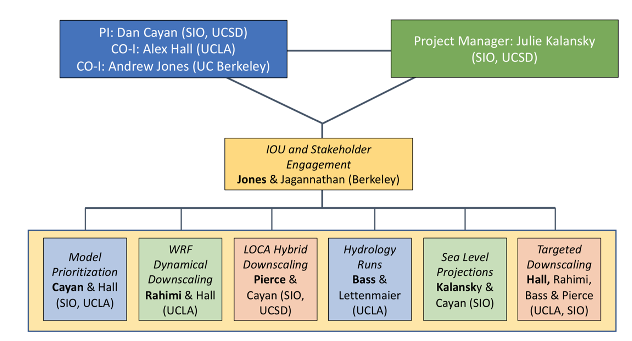 PI: Dan Cayan (SIO, UCSD)
CO-I: Alex Hall (UCLA)
CO-I: Andrew Jones (UC Berkeley)
Project Manager: Julie Kalansky
(SIO, UCSD)
IOU and Stakeholder
Engagement
Jones & Jagannathan (Berkeley)
Model
Prioritization
Cayan & Hall
(SIO, UCLA)
WRF
Dynamical
Downscaling
Rahimi & Hall
(UCLA)
LOCA Hybrid
Downscaling
Pierce &
Cayan (SIO,
UCSD)
Hydrology
Runs
Bass &
Lettenmaier
(UCLA)
Sea Level
Projections
Kalansky &
Cayan (SIO)
Targeted
Downscaling
Hall, Rahimi,
Bass & Pierce
(UCLA, SIO)